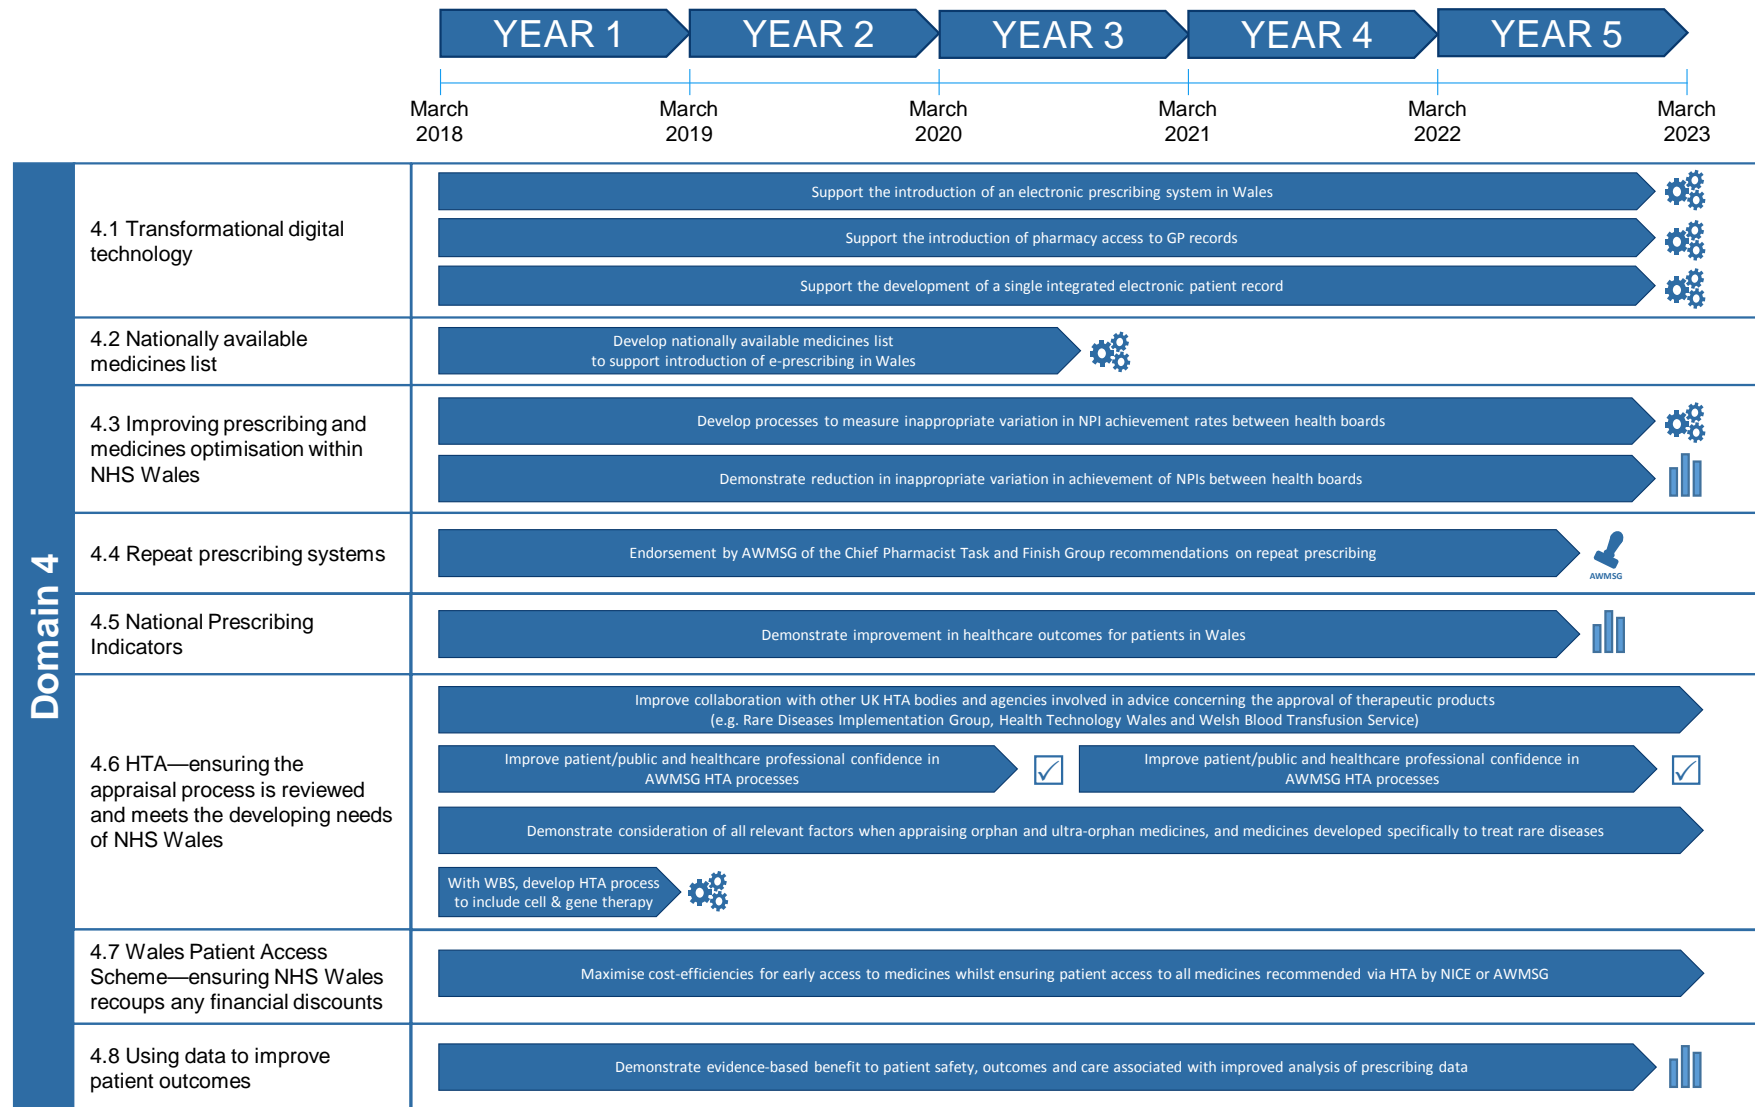 YEAR 1
YEAR 2
YEAR 3
YEAR 4
YEAR 5
March
2018
March
2019
March
2020
March
2021
March
2022
March
2023
Domain 4
4.1 Transformational digital
technology
Support the introduction of an electronic prescribing system in Wales
Support the introduction of pharmacy access to GP records
Support the development of a single integrated electronic patient record
4.2 Nationally available
medicines list
Develop nationally available medicines list
to support introduction of e-prescribing in Wales
4.3 Improving prescribing and
medicines optimisation within
NHS Wales
Develop processes to measure inappropriate variation in NPI achievement rates between health boards
Demonstrate reduction in inappropriate variation in achievement of NPIs between health boards
4.4 Repeat prescribing systems
Endorsement by AWMSG of the Chief Pharmacist Task and Finish Group recommendations on repeat prescribing
AWMSG
4.5 National Prescribing
Indicators
Demonstrate improvement in healthcare outcomes for patients in Wales
4.6 HTA—ensuring the
appraisal process is reviewed
and meets the developing needs
of NHS Wales
Improve collaboration with other UK HTA bodies and agencies involved in advice concerning the approval of therapeutic products
(e.g. Rare Diseases Implementation Group, Health Technology Wales and Welsh Blood Transfusion Service)
Improve patient/public and healthcare professional confidence in
AWMSG HTA processes
Improve patient/public and healthcare professional confidence in
AWMSG HTA processes
Demonstrate consideration of all relevant factors when appraising orphan and ultra-orphan medicines, and medicines developed specifically to treat rare diseases
With WBS, develop HTA process
to include cell & gene therapy
4.7 Wales Patient Access
Scheme—ensuring NHS Wales
recoups any financial discounts
Maximise cost-efficiencies for early access to medicines whilst ensuring patient access to all medicines recommended via HTA by NICE or AWMSG
4.8 Using data to improve
patient outcomes
Demonstrate evidence-based benefit to patient safety, outcomes and care associated with improved analysis of prescribing data